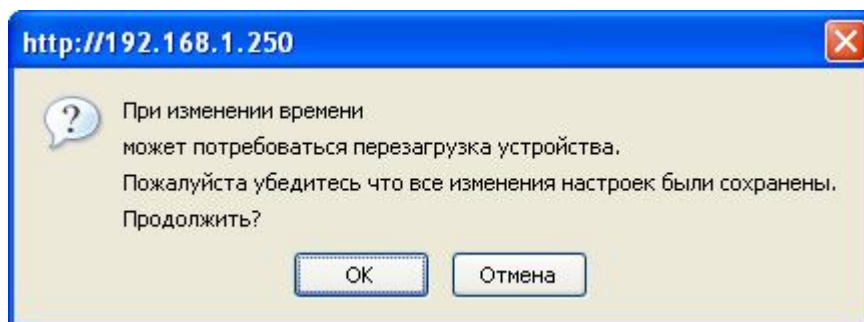 http://192.168.1.250
При изменении времени
может потребоваться перезагрузка устройства.
Пожалуйста убедитесь что все изменения настроек были сохранены.
Продолжить?
OK
Отмена